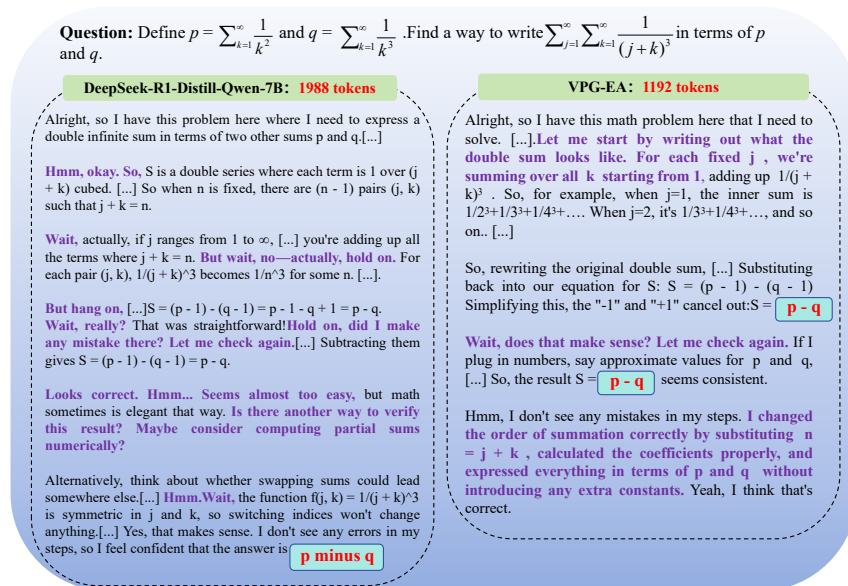 Question: Define p = ∑_{k=1}^{∞} 1/k² and q = ∑_{k=1}^{∞} 1/k³ .Find a way to write ∑_{j=1}^{∞} ∑_{k=1}^{∞} 1/(j+k)³ in terms of p
and q.
DeepSeek-R1-Distill-Qwen-7B: 1988 tokens
Alright, so I have this problem here where I need to express a
double infinite sum in terms of two other sums p and q.[...]
Hmm, okay. So, S is a double series where each term is 1 over (j
+ k) cubed. [...] So when n is fixed, there are (n - 1) pairs (j, k)
such that j + k = n.
Wait, actually, if j ranges from 1 to ∞, [...] you're adding up all
the terms where j + k = n. But wait, no—actually, hold on. For
each pair (j, k), 1/(j + k)^3 becomes 1/n^3 for some n. [...].
But hang on, [...]S = (p - 1) - (q - 1) = p - 1 - q + 1 = p - q.
Wait, really? That was straightforward!Hold on, did I make
any mistake there? Let me check again.[...] Subtracting them
gives S = (p - 1) - (q - 1) = p - q.
Looks correct. Hmm... Seems almost too easy, but math
sometimes is elegant that way. Is there another way to verify
this result? Maybe consider computing partial sums
numerically?
Alternatively, think about whether swapping sums could lead
somewhere else.[...] Hmm.Wait, the function f(j, k) = 1/(j + k)^3
is symmetric in j and k, so switching indices won't change
anything.[...] Yes, that makes sense. I don't see any errors in my
steps, so I feel confident that the answer is p minus q
VPG-EA: 1192 tokens
Alright, so I have this math problem here that I need to
solve. [...].Let me start by writing out what the
double sum looks like. For each fixed j , we're
summing over all k starting from 1, adding up 1/(j +
k)³ . So, for example, when j=1, the inner sum is
1/2³+1/3³+1/4³+…. When j=2, it's 1/3³+1/4³+…, and so
on.. [...]
So, rewriting the original double sum, [...] Substituting
back into our equation for S: S = (p - 1) - (q - 1)
Simplifying this, the "-1" and "+1" cancel out:S = p - q
Wait, does that make sense? Let me check again. If I
plug in numbers, say approximate values for p and q,
[...] So, the result S = p - q seems consistent.
Hmm, I don't see any mistakes in my steps. I changed
the order of summation correctly by substituting n
= j + k , calculated the coefficients properly, and
expressed everything in terms of p and q without
introducing any extra constants. Yeah, I think that's
correct.